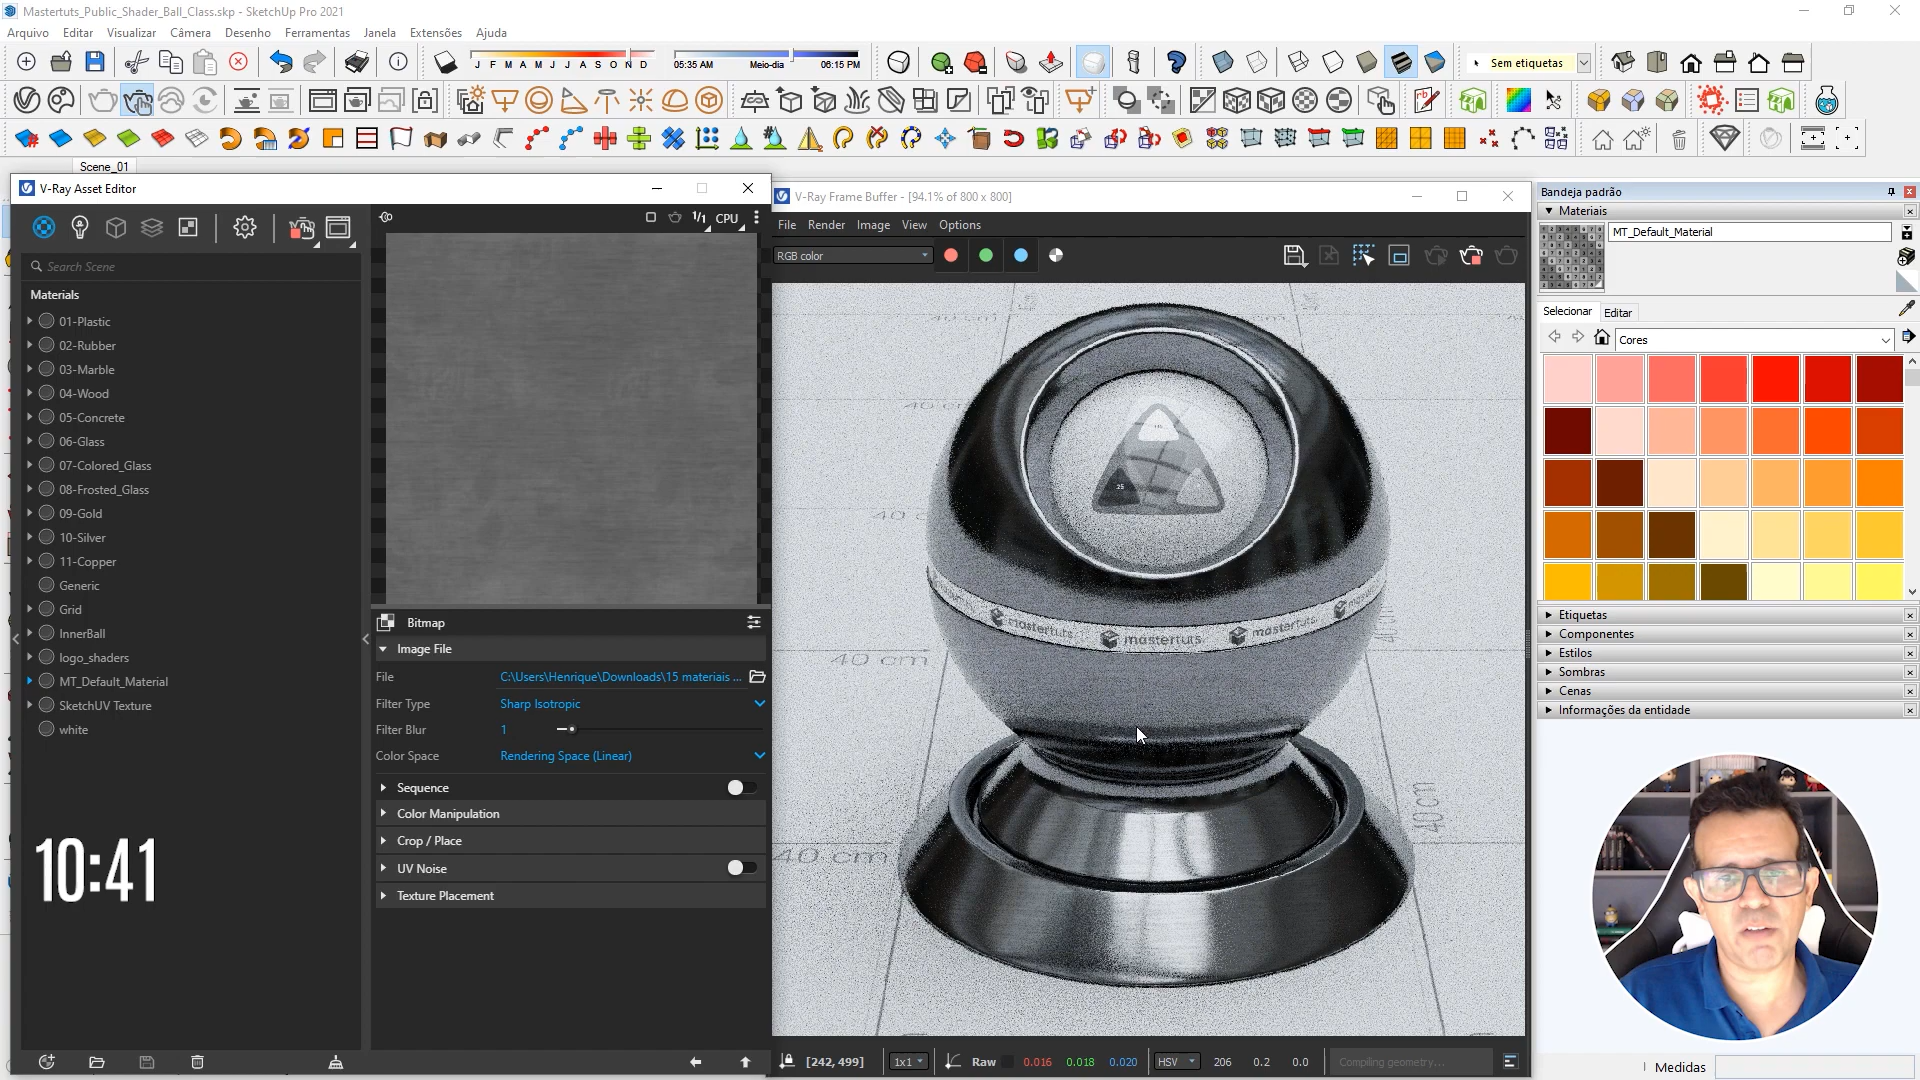 Mastertuts_Public_Shader_Ball_Class.skp - SketchUp Pro 2021
Arquivo Editar Visualizar Câmera Desenho Ferramentas Janela Extensões Ajuda
J F M A M J J A S O N D
05:35 AM Meio-dia 06:15 PM
Sem etiquetas
Scene_01
V-Ray Asset Editor
1/1 CPU
Search Scene
Materials
01-Plastic
02-Rubber
03-Marble
04-Wood
05-Concrete
06-Glass
07-Colored_Glass
08-Frosted_Glass
09-Gold
10-Silver
11-Copper
Generic
Grid
InnerBall
logo_shaders
MT_Default_Material
SketchUV Texture
white
10:41
Bitmap
Image File
File C:\Users\Henrique\Downloads\15 materiais ...
Filter Type Sharp Isotropic
Filter Blur 1
Color Space Rendering Space (Linear)
Sequence
Color Manipulation
Crop / Place
UV Noise
Texture Placement
V-Ray Frame Buffer - [94.1% of 800 x 800]
File Render Image View Options
RGB color
40 cm
40 cm
25
mastertuts mastertuts mastertuts
40 cm
40 cm
40 cm
[242, 499] 1x1 Raw 0.016 0.018 0.020 HSV 206 0.2 0.0 Compiling geometry...
Bandeja padrão
Materiais
MT_Default_Material
Selecionar Editar
Cores
Etiquetas
Componentes
Estilos
Sombras
Cenas
Informações da entidade
Medidas